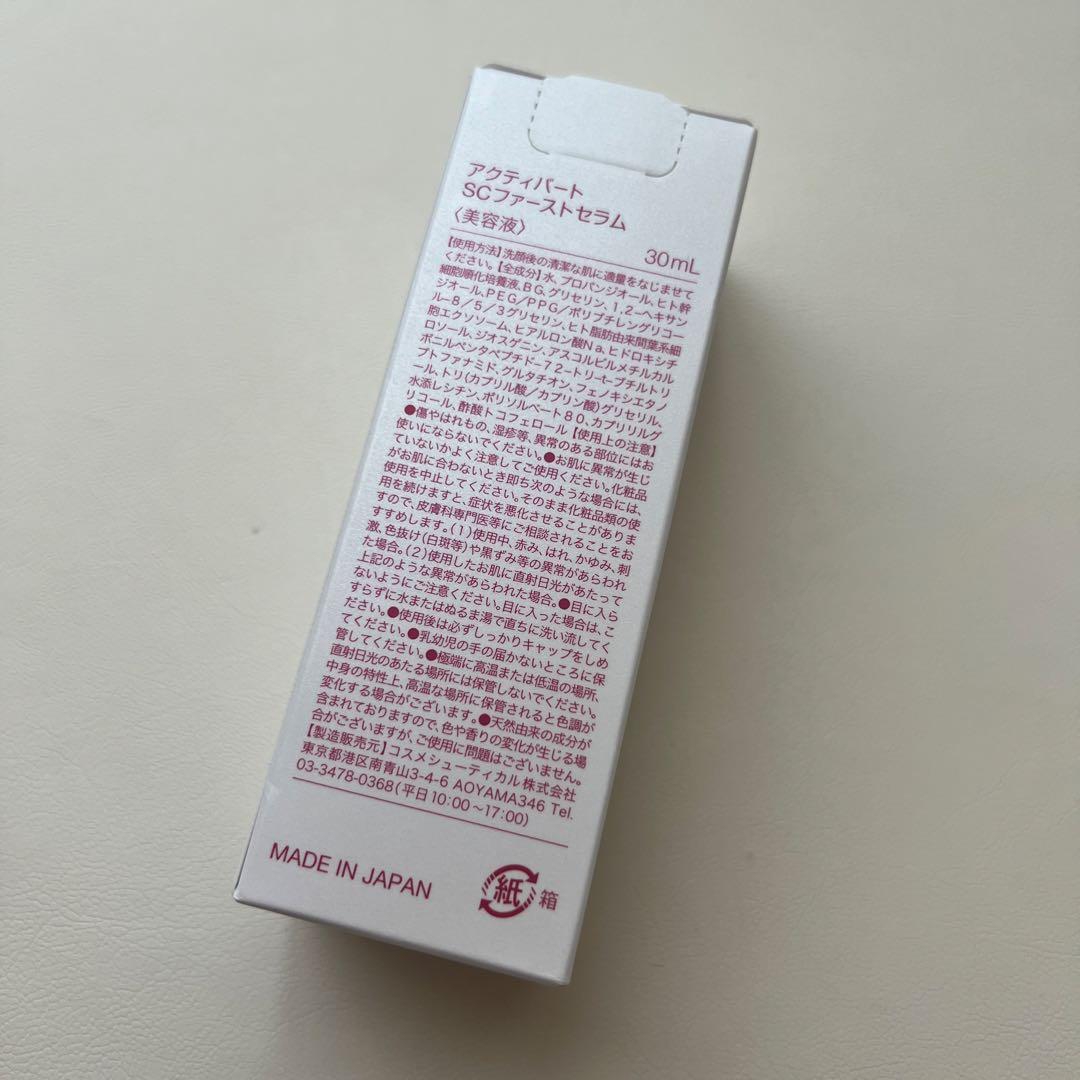 アクティバート
SCファーストセラム
〈美容液〉
30mL
【使用方法】洗顔後の清潔な肌に適量をなじませて
ください。【全成分】水、プロパンジオール、ヒト幹
細胞順化培養液、BG、グリセリン、1,2-ヘキサン
ジオール、PEG/PPG/ポリブチレングリコー
ル-8/5/3グリセリン、ヒト脂肪由来間葉系細
胞エクソソーム、ヒアルロン酸Na、ヒドロキシチ
ロソール、ジオスゲニン、アスコルビルメチルカル
ボニルペンタペプチド-72-トリ-t-ブチルトリ
プトファナミド、グルタチオン、フェノキシエタノ
ール、トリ(カプリル酸/カプリン酸)グリセリル、
水添レシチン、ポリソルベート80、カプリリルグ
リコール、酢酸トコフェロール【使用上の注意】
●傷やはれもの、湿疹等、異常のある部位にはお
使いにならないでください。●お肌に異常が生じ
ていないかよく注意してご使用ください。化粧品
がお肌に合わないとき即ち次のような場合には、
使用を中止してください。そのまま化粧品類の使
用を続けますと、症状を悪化させることがありま
すので、皮膚科専門医等にご相談されることをお
すすめします。(1)使用中、赤み、はれ、かゆみ、刺
激、色抜け(白斑等)や黒ずみ等の異常があらわれ
た場合。(2)使用したお肌に直射日光があたって
上記のような異常があらわれた場合。●目に入ら
ないようにご注意ください。目に入った場合は、こ
すらずに水またはぬるま湯で直ちに洗い流してく
ださい。●使用後は必ずしっかりキャップをしめ
てください。●乳幼児の手の届かないところに保
管してください。●極端に高温または低温の場所、
直射日光のあたる場所には保管しないでください。
中身の特性上、高温な場所に保管されると色調が
変化する場合がございます。●天然由来の成分が
含まれておりますので、色や香りの変化が生じる場
合がございますが、ご使用に問題はございません。
【製造販売元】コスメシューティカル株式会社
東京都港区南青山3-4-6 AOYAMA346 Tel.
03-3478-0368(平日10:00～17:00)
MADE IN JAPAN
紙 箱